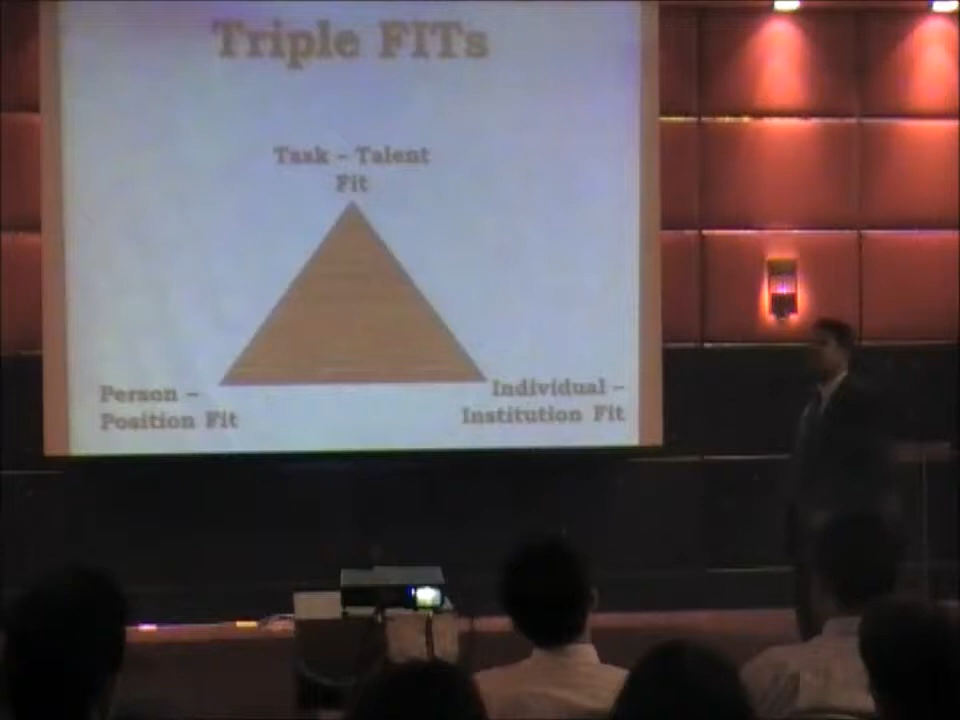 Triple FITs
Task – Talent
Fit
Person –
Position Fit
Individual –
Institution Fit